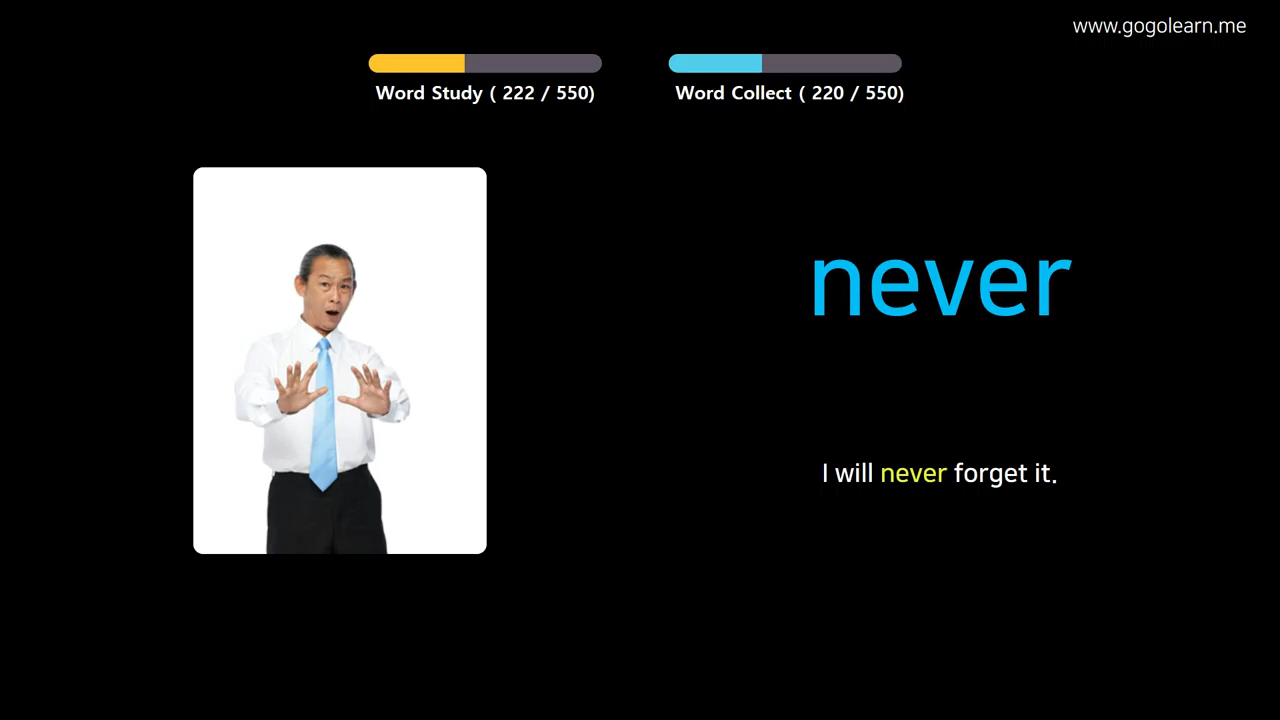 www.gogolearn.me
Word Study ( 222 / 550)
Word Collect ( 220 / 550)
never
I will never forget it.